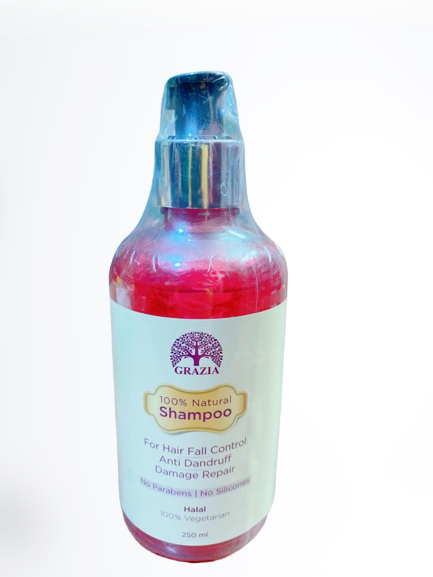 GRAZIA
100% Natural
Shampoo
For Hair Fall Control
Anti Dandruff
Damage Repair
No Parabens | No Silicones
Halal
100% Vegetarian
250 ml